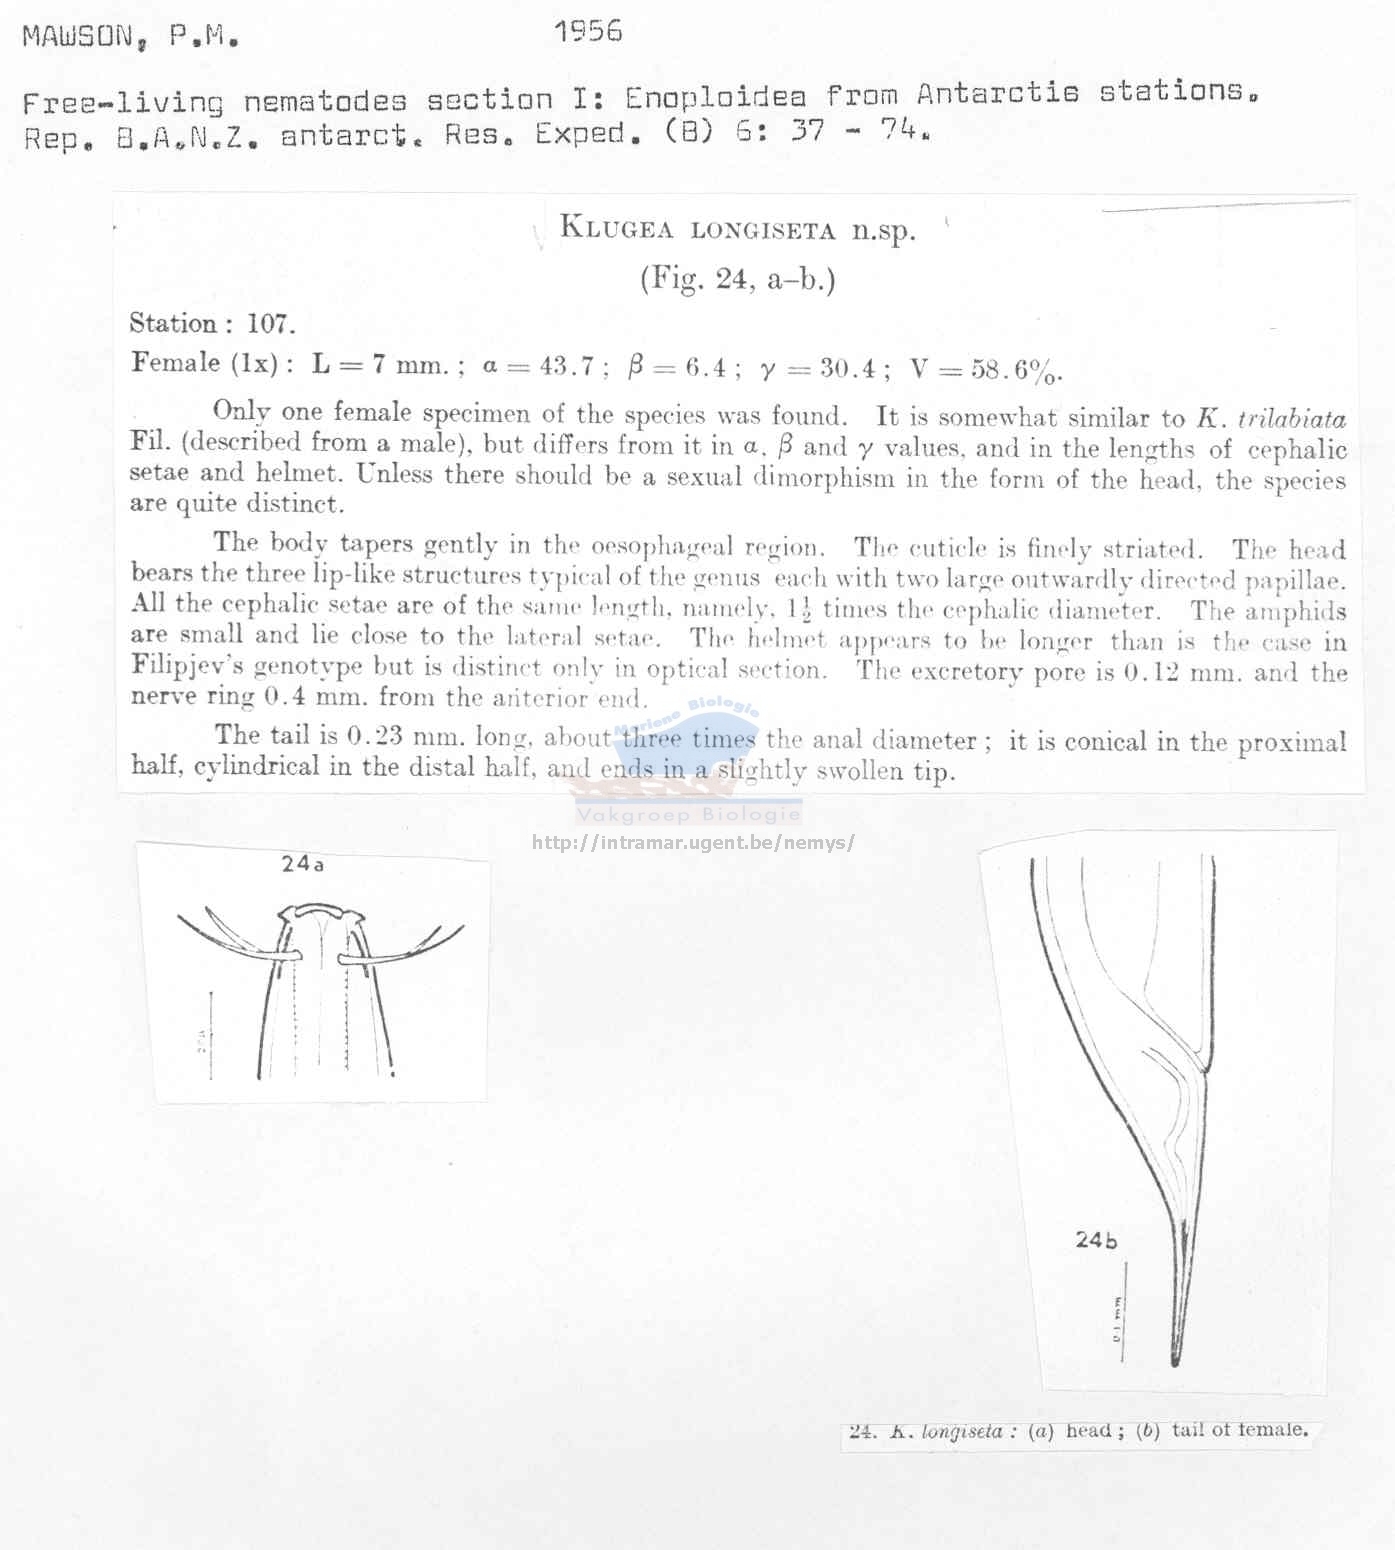 MAWSON, P.M. 1956
Free-living nematodes section I: Enoploidea from Antarctis stations.
Rep. B.A.N.Z. antarct. Res. Exped. (B) 6: 37 - 74.
KLUGEA LONGISETA n.sp.
(Fig. 24, a–b.)
Station : 107.
Female (1x) : L = 7 mm. ; α = 43.7 ; β = 6.4 ; γ = 30.4 ; V = 58.6%.
Only one female specimen of the species was found. It is somewhat similar to K. trilabiata
Fil. (described from a male), but differs from it in α, β and γ values, and in the lengths of cephalic
setae and helmet. Unless there should be a sexual dimorphism in the form of the head, the species
are quite distinct.
The body tapers gently in the oesophageal region. The cuticle is finely striated. The head
bears the three lip-like structures typical of the genus each with two large outwardly directed papillae.
All the cephalic setae are of the same length, namely, 1½ times the cephalic diameter. The amphids
are small and lie close to the lateral setae. The helmet appears to be longer than is the case in
Filipjev's genotype but is distinct only in optical section. The excretory pore is 0.12 mm. and the
nerve ring 0.4 mm. from the anterior end.
The tail is 0.23 mm. long, about three times the anal diameter ; it is conical in the proximal
half, cylindrical in the distal half, and ends in a slightly swollen tip.
Mariene Biologie
Vakgroep Biologie
http://intramar.ugent.be/nemys/
24a
24b
0.1 mm
24. K. longiseta : (a) head ; (b) tail of female.